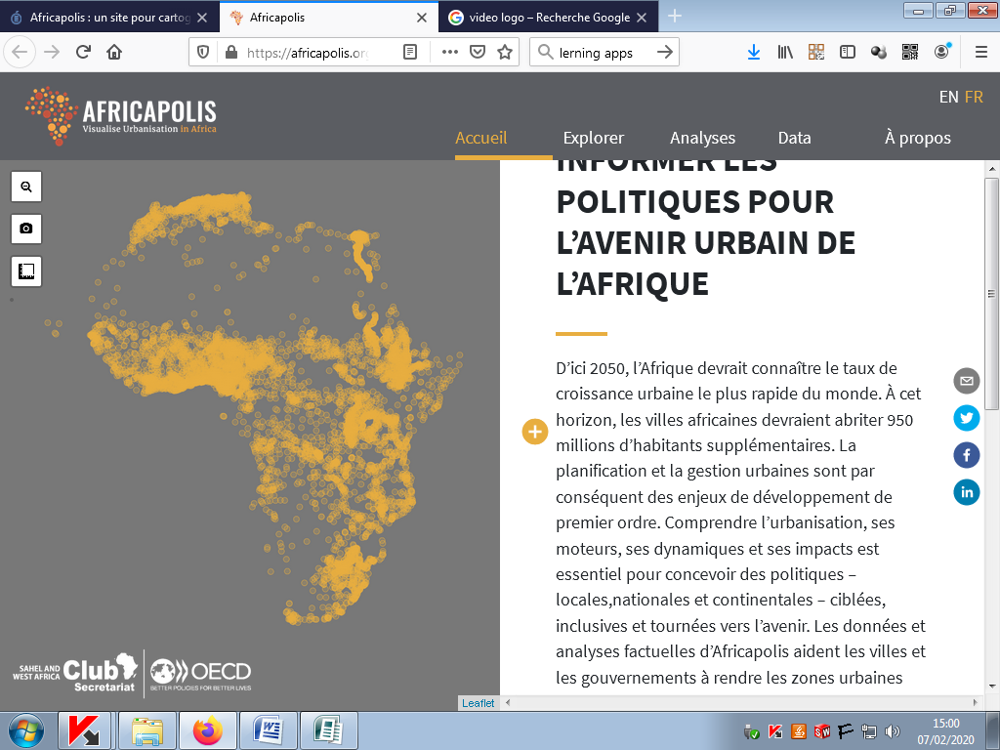 Africapolis : un site pour cartog
Africapolis
video logo – Recherche Google
https://africapolis.org
lerning apps
AFRICAPOLIS
Visualise Urbanisation in Africa
EN FR
Accueil
Explorer
Analyses
Data
À propos
INFORMER LES
POLITIQUES POUR
L’AVENIR URBAIN DE
L’AFRIQUE
D’ici 2050, l’Afrique devrait connaître le taux de
croissance urbaine le plus rapide du monde. À cet
horizon, les villes africaines devraient abriter 950
millions d’habitants supplémentaires. La
planification et la gestion urbaines sont par
conséquent des enjeux de développement de
premier ordre. Comprendre l’urbanisation, ses
moteurs, ses dynamiques et ses impacts est
essentiel pour concevoir des politiques –
locales,nationales et continentales – ciblées,
inclusives et tournées vers l’avenir. Les données et
analyses factuelles d’Africapolis aident les villes et
les gouvernements à rendre les zones urbaines
SAHEL AND
WEST AFRICA Club
Secretariat
OECD
BETTER POLICIES FOR BETTER LIVES
Leaflet
15:00
07/02/2020